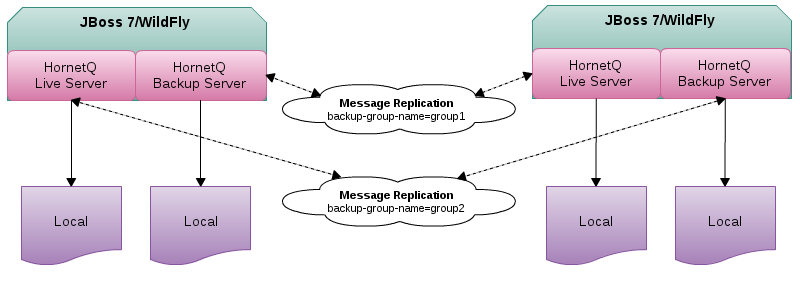 JBoss 7/WildFly
HornetQ
Live Server
HornetQ
Backup Server
Message Replication
backup-group-name=group1
JBoss 7/WildFly
HornetQ
Live Server
HornetQ
Backup Server
Message Replication
backup-group-name=group2
Local
Local
Local
Local